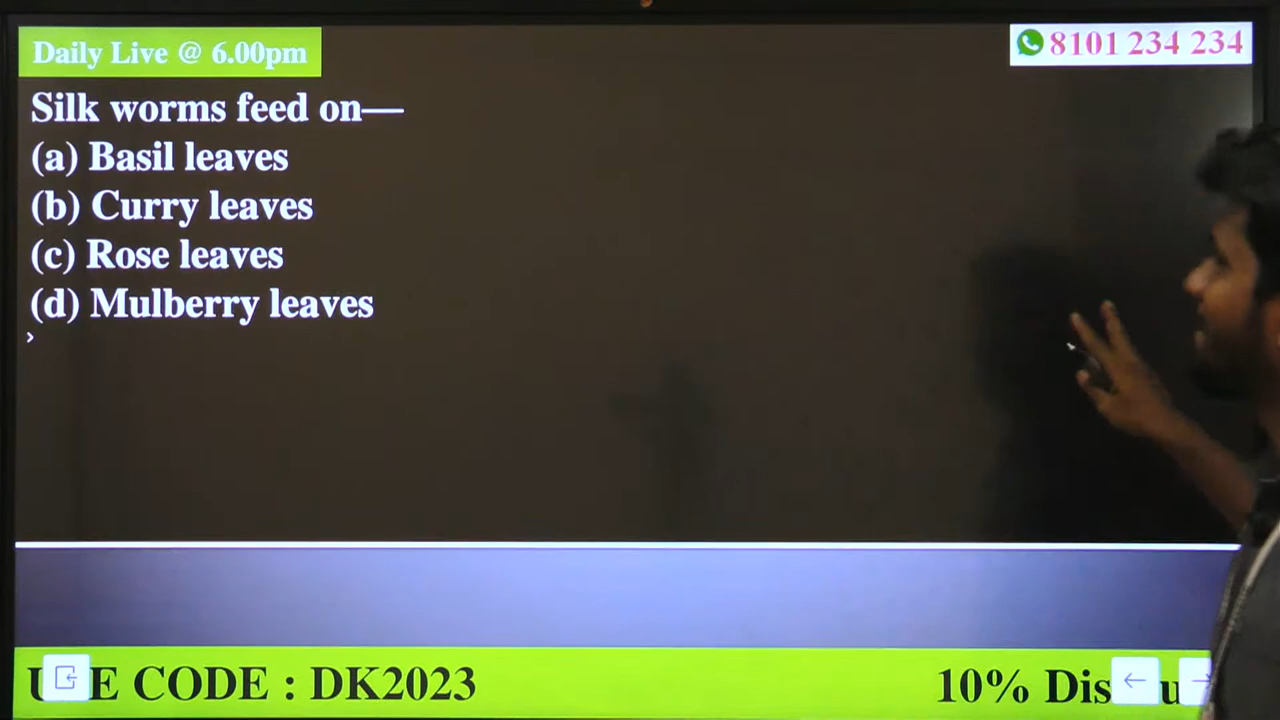 Daily Live @ 6.00pm
8101 234 234
Silk worms feed on—
(a) Basil leaves
(b) Curry leaves
(c) Rose leaves
(d) Mulberry leaves
CODE : DK2023
10%